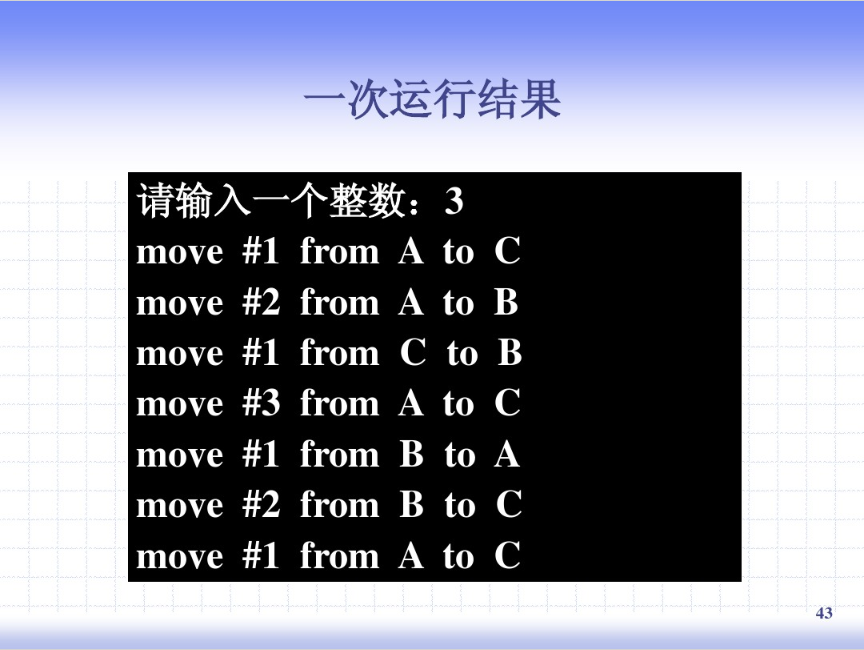 一次运行结果
请输入一个整数：3
move #1 from A to C
move #2 from A to B
move #1 from C to B
move #3 from A to C
move #1 from B to A
move #2 from B to C
move #1 from A to C
43